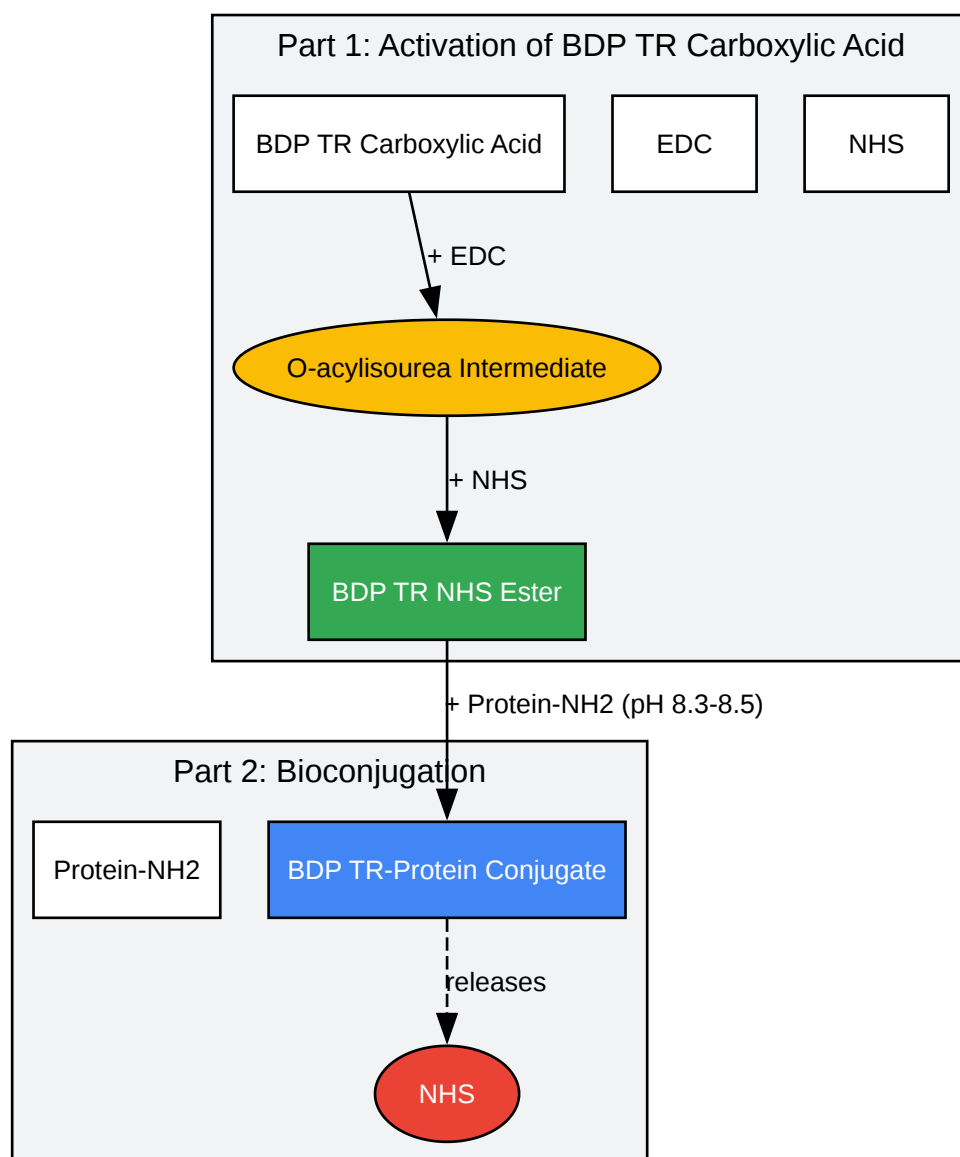 Part 1: Activation of BDP TR Carboxylic Acid
BDP TR Carboxylic Acid
EDC
NHS
+ EDC
O-acylisourea Intermediate
+ NHS
BDP TR NHS Ester
+ Protein-NH2 (pH 8.3-8.5)
Part 2: Bioconjugation
Protein-NH2
BDP TR-Protein Conjugate
releases
NHS